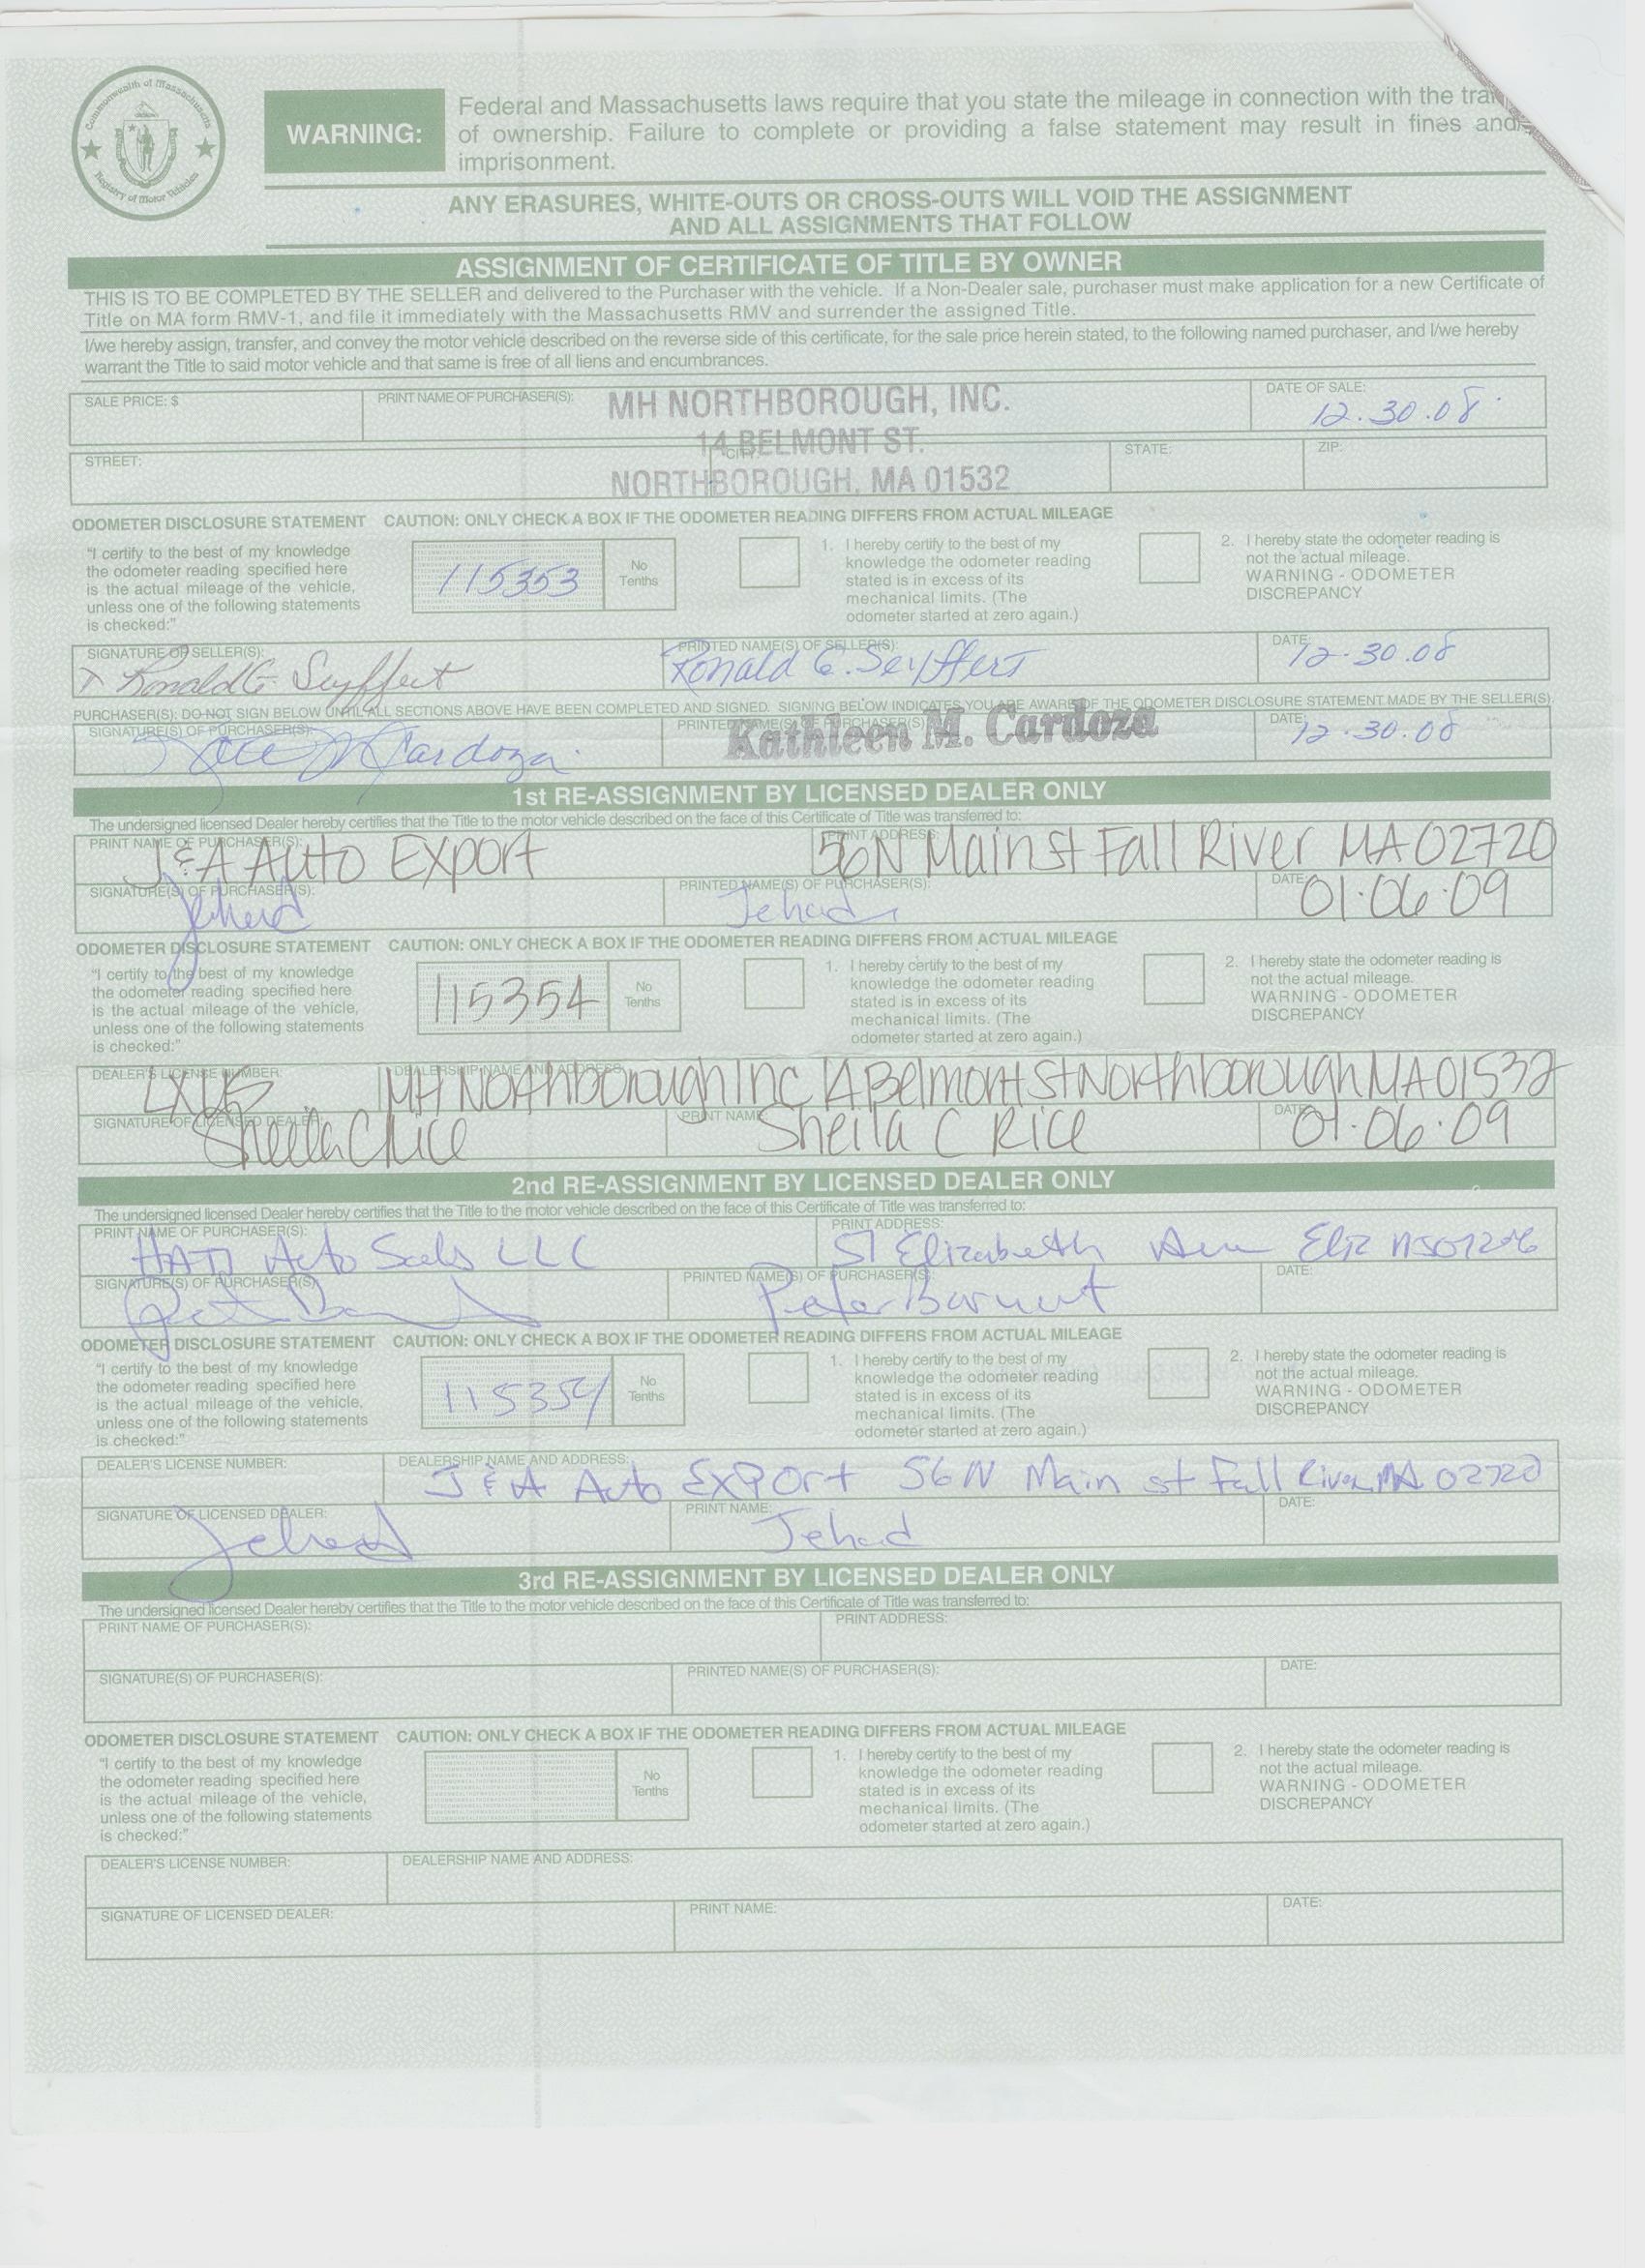 Commonwealth of Massachusetts
Registry of Motor Vehicles
WARNING:
Federal and Massachusetts laws require that you state the mileage in connection with the
of ownership. Failure to complete or providing a false statement may result in fines and
imprisonment.
ANY ERASURES, WHITE-OUTS OR CROSS-OUTS WILL VOID THE ASSIGNMENT
AND ALL ASSIGNMENTS THAT FOLLOW
ASSIGNMENT OF CERTIFICATE OF TITLE BY OWNER
THIS IS TO BE COMPLETED BY THE SELLER and delivered to the Purchaser with the vehicle. If a Non-Dealer sale, purchaser must make application for a new Certificate of
Title on MA form RMV-1, and file it immediately with the Massachusetts RMV and surrender the assigned Title.
I/we hereby assign, transfer, and convey the motor vehicle described on the reverse side of this certificate, for the sale price herein stated, to the following named purchaser, and I/we hereby
warrant the Title to said motor vehicle and that same is free of all liens and encumbrances.
SALE PRICE: $ PRINT NAME OF PURCHASER(S): MH NORTHBOROUGH, INC. DATE OF SALE: 12.30.08
14 BELMONT ST.
STREET: CITY: STATE: ZIP:
NORTHBOROUGH, MA 01532
ODOMETER DISCLOSURE STATEMENT CAUTION: ONLY CHECK A BOX IF THE ODOMETER READING DIFFERS FROM ACTUAL MILEAGE
"I certify to the best of my knowledge
the odometer reading specified here
is the actual mileage of the vehicle,
unless one of the following statements
is checked:"
115353
No
Tenths
1. I hereby certify to the best of my
knowledge the odometer reading
stated is in excess of its
mechanical limits. (The
odometer started at zero again.)
2. I hereby state the odometer reading is
not the actual mileage.
WARNING - ODOMETER
DISCREPANCY
SIGNATURE OF SELLER(S): PRINTED NAME(S) OF SELLER(S): DATE:
X Ronald G. Seyffert Ronald G. Seyffert 12-30.08
PURCHASER(S): DO NOT SIGN BELOW UNTIL ALL SECTIONS ABOVE HAVE BEEN COMPLETED AND SIGNED. SIGNING BELOW INDICATES YOU ARE AWARE OF THE ODOMETER DISCLOSURE STATEMENT MADE BY THE SELLER(S).
SIGNATURE(S) OF PURCHASER(S): PRINTED NAME(S) OF PURCHASER(S) DATE:
M Cardoza Kathleen M. Cardoza 12.30.08
1st RE-ASSIGNMENT BY LICENSED DEALER ONLY
The undersigned licensed Dealer hereby certifies that the Title to the motor vehicle described on the face of this Certificate of Title was transferred to:
PRINT NAME OF PURCHASER(S): PRINT ADDRESS:
J & A Auto Export 56N Main st Fall River MA 02720
SIGNATURE(S) OF PURCHASER(S): PRINTED NAME(S) OF PURCHASER(S): DATE:
Jehad Jehad 01.06.09
ODOMETER DISCLOSURE STATEMENT CAUTION: ONLY CHECK A BOX IF THE ODOMETER READING DIFFERS FROM ACTUAL MILEAGE
"I certify to the best of my knowledge
the odometer reading specified here
is the actual mileage of the vehicle,
unless one of the following statements
is checked:"
115354
No
Tenths
1. I hereby certify to the best of my
knowledge the odometer reading
stated is in excess of its
mechanical limits. (The
odometer started at zero again.)
2. I hereby state the odometer reading is
not the actual mileage.
WARNING - ODOMETER
DISCREPANCY
DEALER'S LICENSE NUMBER: DEALERSHIP NAME AND ADDRESS:
MH Northborough Inc 14 Belmont St Northborough MA 01532
SIGNATURE OF LICENSED DEALER: PRINT NAME: DATE:
Sheila C Rice Sheila C Rice 01.06.09
2nd RE-ASSIGNMENT BY LICENSED DEALER ONLY
The undersigned licensed Dealer hereby certifies that the Title to the motor vehicle described on the face of this Certificate of Title was transferred to:
PRINT NAME OF PURCHASER(S): PRINT ADDRESS:
Auto LLC 51 Elizabeth Eliz NJ 07206
SIGNATURE(S) OF PURCHASER(S): PRINTED NAME(S) OF PURCHASER(S): DATE:
Peter
ODOMETER DISCLOSURE STATEMENT CAUTION: ONLY CHECK A BOX IF THE ODOMETER READING DIFFERS FROM ACTUAL MILEAGE
"I certify to the best of my knowledge
the odometer reading specified here
is the actual mileage of the vehicle,
unless one of the following statements
is checked:"
115354
No
Tenths
1. I hereby certify to the best of my
knowledge the odometer reading
stated is in excess of its
mechanical limits. (The
odometer started at zero again.)
2. I hereby state the odometer reading is
not the actual mileage.
WARNING - ODOMETER
DISCREPANCY
DEALER'S LICENSE NUMBER: DEALERSHIP NAME AND ADDRESS:
J & A Auto Export 56N Main st Fall River, MA 02720
SIGNATURE OF LICENSED DEALER: PRINT NAME: DATE:
Jehad Jehad
3rd RE-ASSIGNMENT BY LICENSED DEALER ONLY
The undersigned licensed Dealer hereby certifies that the Title to the motor vehicle described on the face of this Certificate of Title was transferred to:
PRINT NAME OF PURCHASER(S): PRINT ADDRESS:
SIGNATURE(S) OF PURCHASER(S): PRINTED NAME(S) OF PURCHASER(S): DATE:
ODOMETER DISCLOSURE STATEMENT CAUTION: ONLY CHECK A BOX IF THE ODOMETER READING DIFFERS FROM ACTUAL MILEAGE
"I certify to the best of my knowledge
the odometer reading specified here
is the actual mileage of the vehicle,
unless one of the following statements
is checked:"
No
Tenths
1. I hereby certify to the best of my
knowledge the odometer reading
stated is in excess of its
mechanical limits. (The
odometer started at zero again.)
2. I hereby state the odometer reading is
not the actual mileage.
WARNING - ODOMETER
DISCREPANCY
DEALER'S LICENSE NUMBER: DEALERSHIP NAME AND ADDRESS:
SIGNATURE OF LICENSED DEALER: PRINT NAME: DATE: